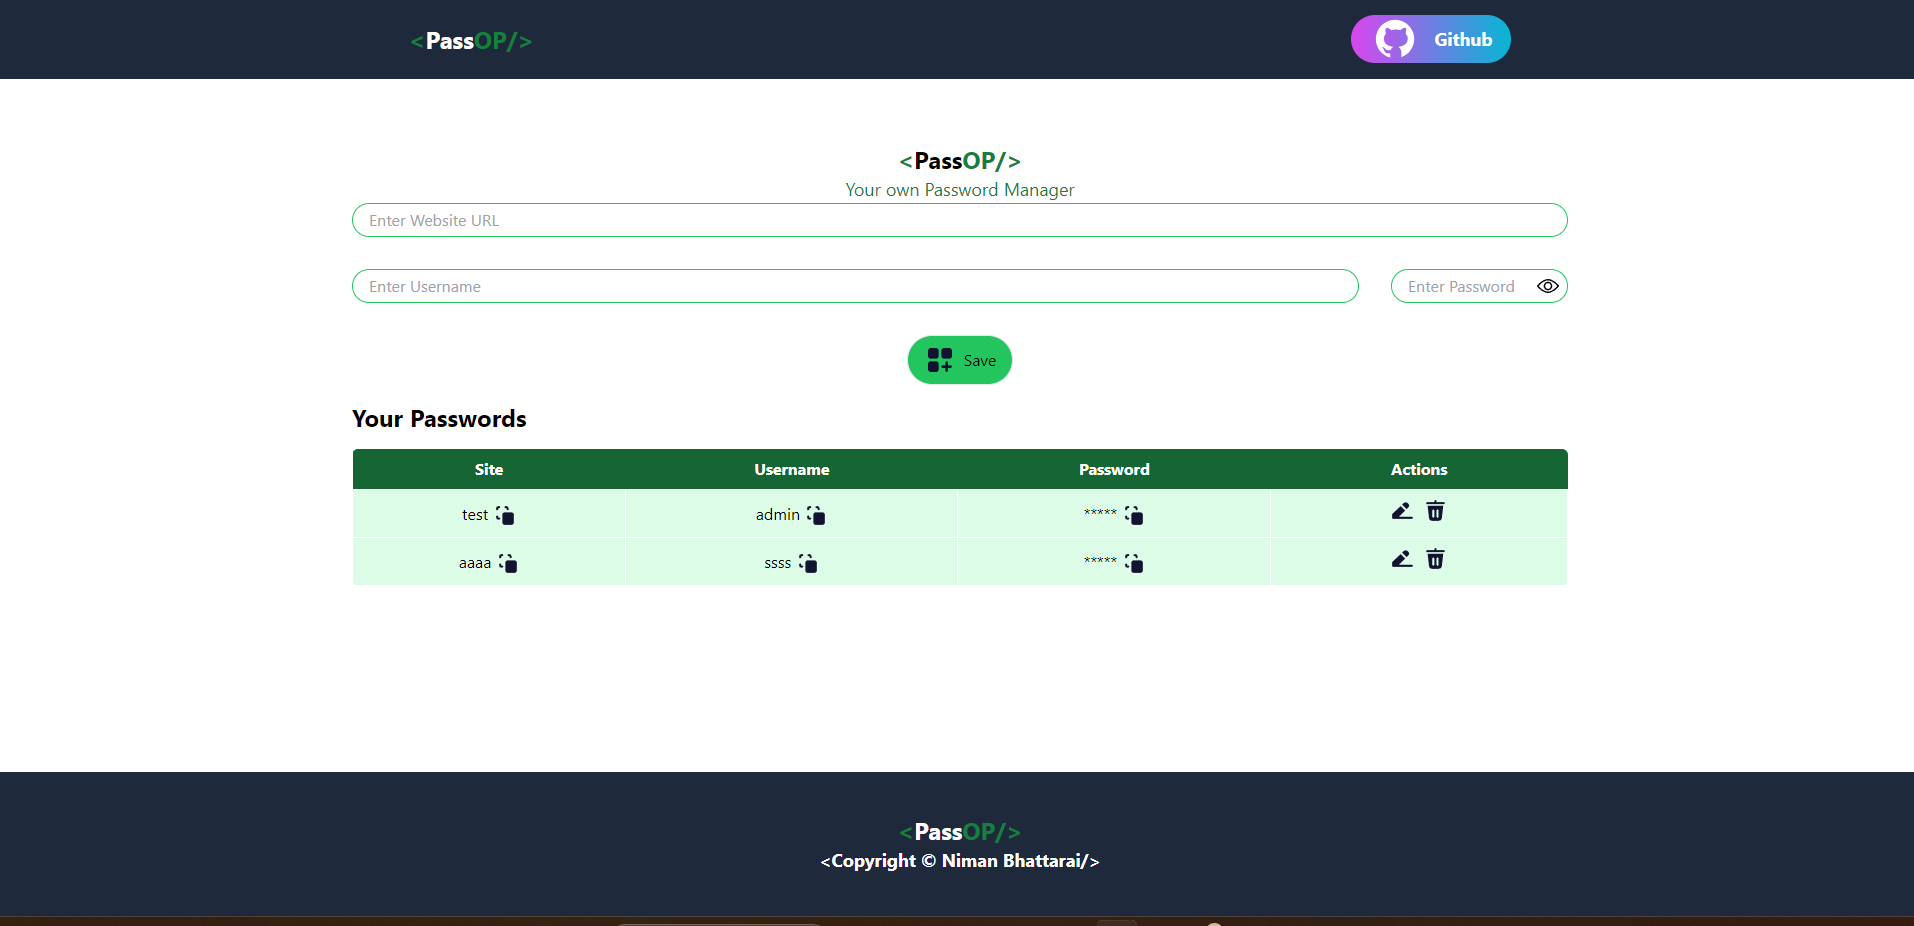 <PassOP/>
Github
<PassOP/>
Your own Password Manager
Enter Website URL
Enter Username
Enter Password
Save
Your Passwords
Site Username Password Actions
test admin *****
aaaa ssss *****
<PassOP/>
<Copyright © Niman Bhattarai/>